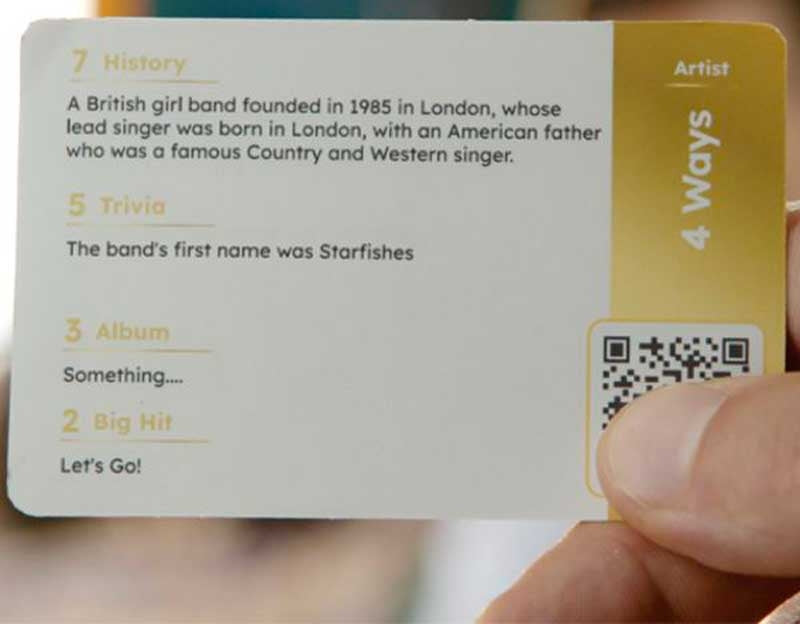 7 History
A British girl band founded in 1985 in London, whose
lead singer was born in London, with an American father
who was a famous Country and Western singer.
5 Trivia
The band's first name was Starfishes
3 Album
Something....
2 Big Hit
Let's Go!
Artist
4 Ways